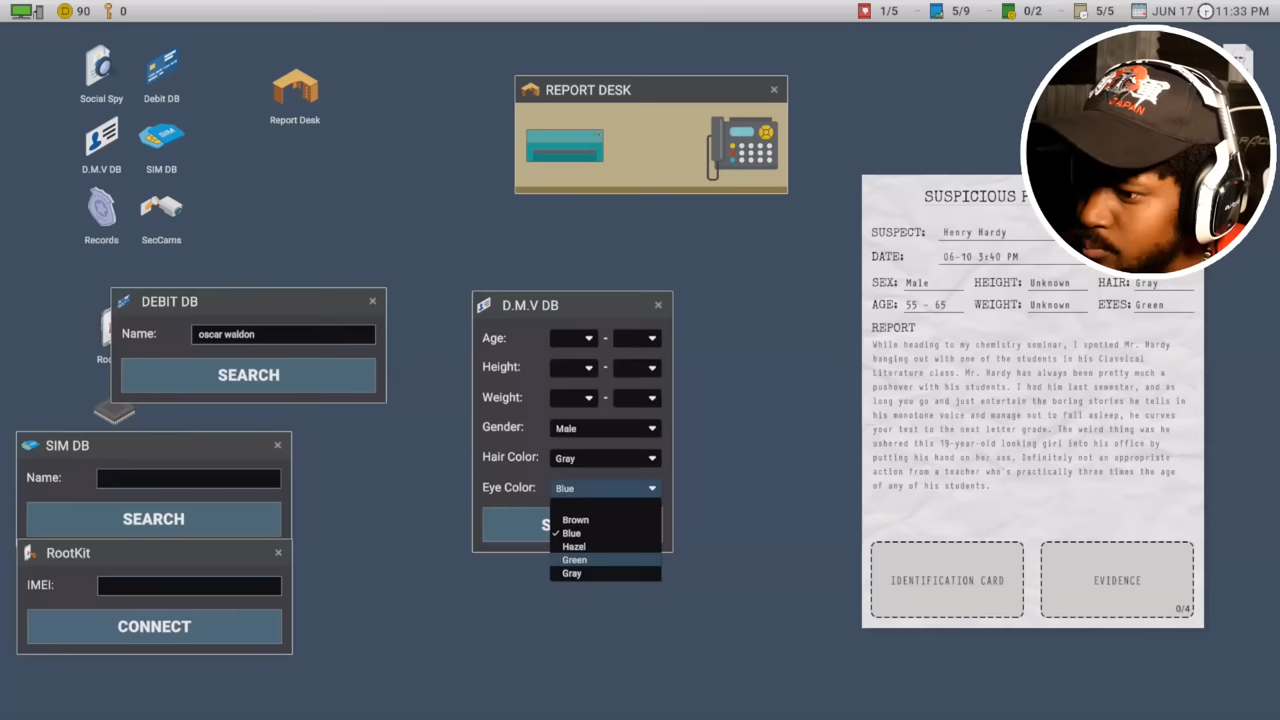 90
0
1/5
5/9
0/2
5/5
JUN 17
11:33 PM
Social Spy
Debit DB
D.M.V DB
SIM DB
Records
SecCams
Report Desk
REPORT DESK
DEBIT DB
Name:
oscar waldon
SEARCH
SIM DB
Name:
SEARCH
RootKit
IMEI:
CONNECT
D.M.V DB
Age:
-
Height:
-
Weight:
-
Gender:
Male
Hair Color:
Gray
Eye Color:
Blue
Brown
Blue
Hazel
Green
Gray
SUSPICIOUS
SUSPECT: Henry Hardy
DATE: 06-10 3:40 PM
SEX: Male HEIGHT: Unknown HAIR: Gray
AGE: 55 - 65 WEIGHT: Unknown EYES: Green
REPORT
While heading to my chemistry seminar, I spotted Mr. Hardy
hanging out with one of the students in his Classical
Literature class. Mr. Hardy has always been pretty much a
pushover with his students. I had him last semester, and as
long you go and just entertain the boring stories he tells in
his monotone voice and manage not to fall asleep, he curves
your test to the next letter grade. The weird thing was he
ushered this 19-year-old looking girl into his office by
putting his hand on her ass. Definitely not an appropriate
action from a teacher who's practically three times the age
of any of his students.
IDENTIFICATION CARD
EVIDENCE
0/4
JAPAN